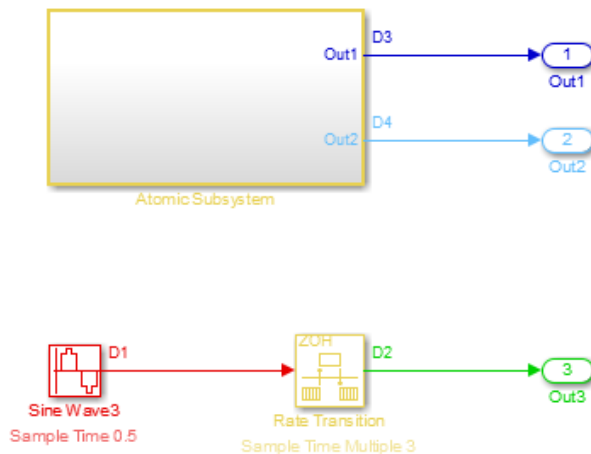 D3
Out1
1
Out1
D4
Out2
2
Out2
Atomic Subsystem
D1
ZOH
D2
3
Out3
Sine Wave3
Rate Transition
Sample Time 0.5
Sample Time Multiple 3